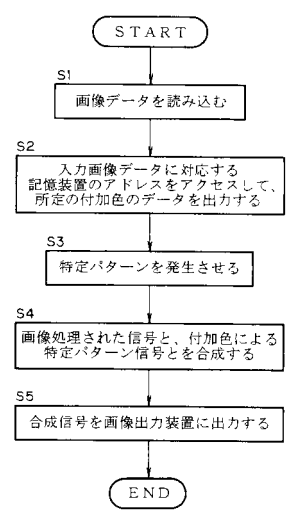 START
S1
画像データを読み込む
S2
入力画像データに対応する
記憶装置のアドレスをアクセスして、
所定の付加色のデータを出力する
S3
特定パターンを発生させる
S4
画像処理された信号と、付加色による
特定パターン信号とを合成する
S5
合成信号を画像出力装置に出力する
END